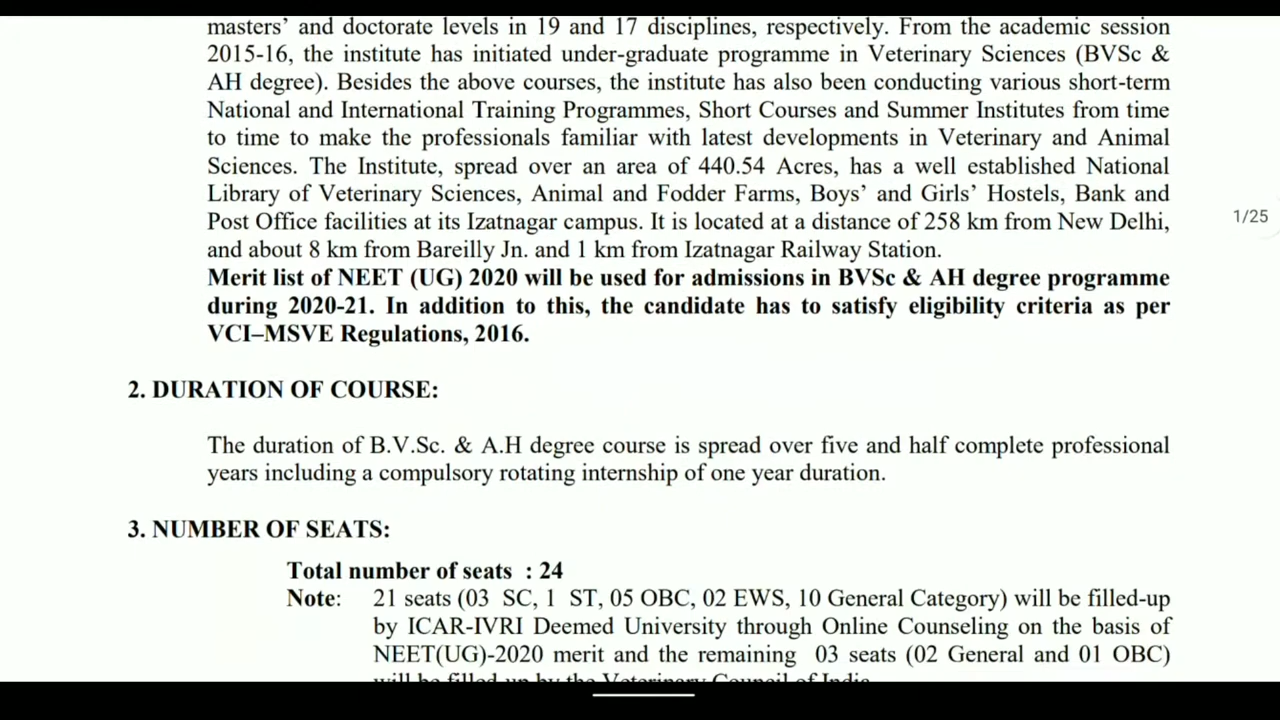 masters’ and doctorate levels in 19 and 17 disciplines, respectively. From the academic session
2015-16, the institute has initiated under-graduate programme in Veterinary Sciences (BVSc &
AH degree). Besides the above courses, the institute has also been conducting various short-term
National and International Training Programmes, Short Courses and Summer Institutes from time
to time to make the professionals familiar with latest developments in Veterinary and Animal
Sciences. The Institute, spread over an area of 440.54 Acres, has a well established National
Library of Veterinary Sciences, Animal and Fodder Farms, Boys’ and Girls’ Hostels, Bank and
Post Office facilities at its Izatnagar campus. It is located at a distance of 258 km from New Delhi,
and about 8 km from Bareilly Jn. and 1 km from Izatnagar Railway Station.
Merit list of NEET (UG) 2020 will be used for admissions in BVSc & AH degree programme
during 2020-21. In addition to this, the candidate has to satisfy eligibility criteria as per
VCI–MSVE Regulations, 2016.
1/25
2. DURATION OF COURSE:
The duration of B.V.Sc. & A.H degree course is spread over five and half complete professional
years including a compulsory rotating internship of one year duration.
3. NUMBER OF SEATS:
Total number of seats : 24
Note: 21 seats (03 SC, 1 ST, 05 OBC, 02 EWS, 10 General Category) will be filled-up
by ICAR-IVRI Deemed University through Online Counseling on the basis of
NEET(UG)-2020 merit and the remaining 03 seats (02 General and 01 OBC)
will be filled up by the Veterinary Council of India